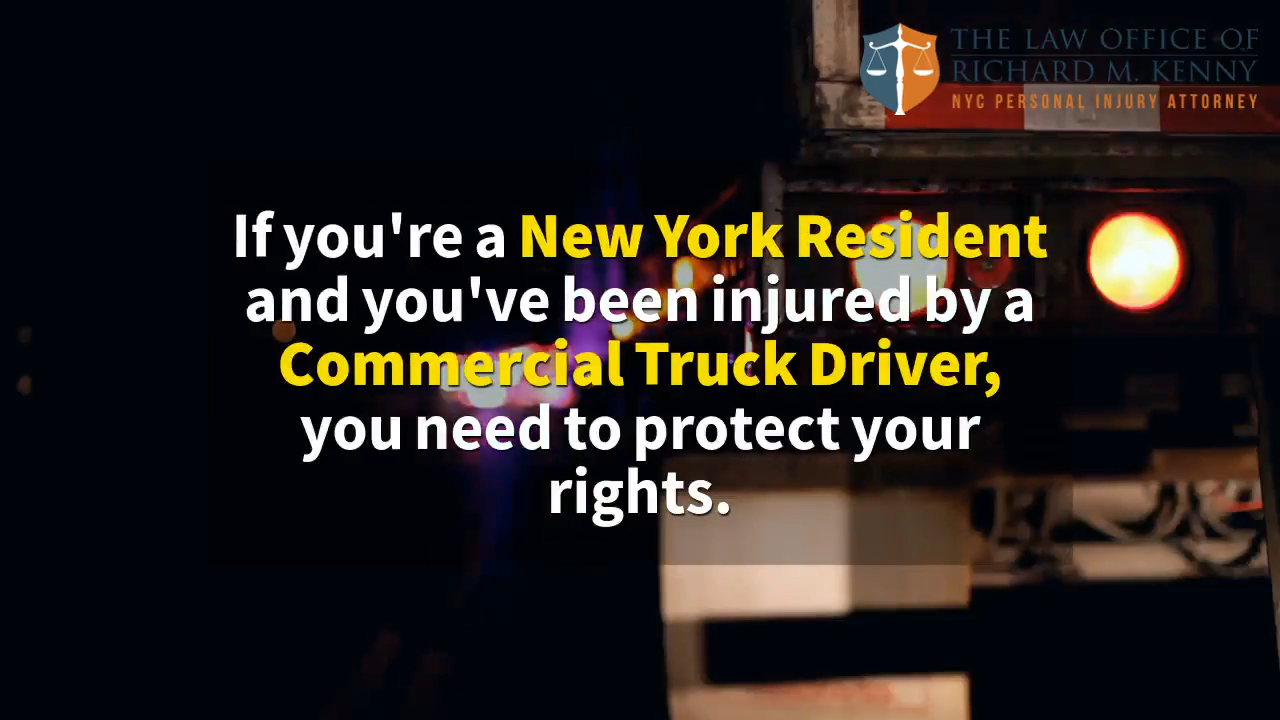 THE LAW OFFICE OF
RICHARD M. KENNY
NYC PERSONAL INJURY ATTORNEY
If you're a New York Resident
and you've been injured by a
Commercial Truck Driver,
you need to protect your
rights.